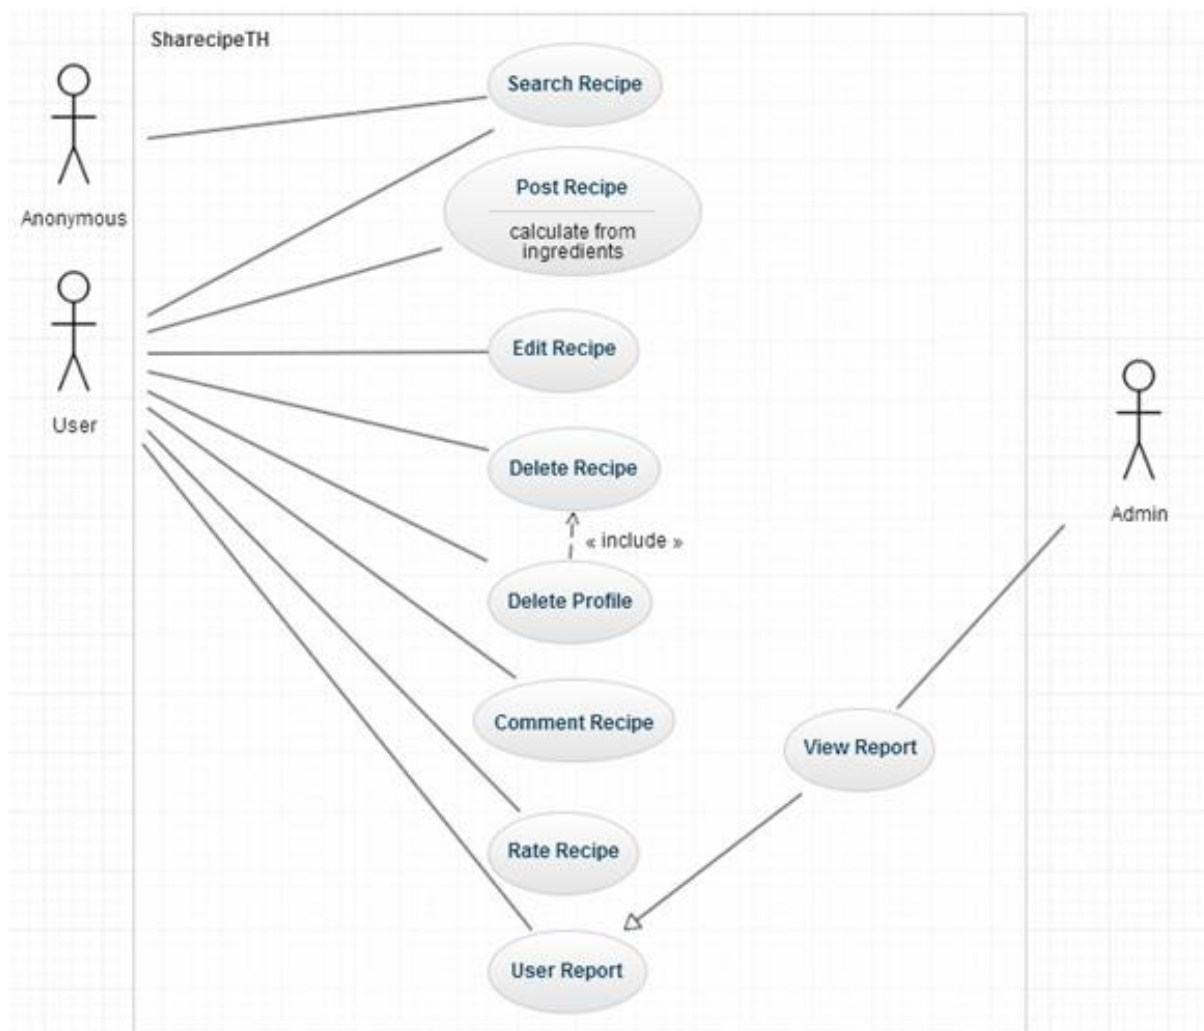 SharecipeTH
Search Recipe
Anonymous
Post Recipe
calculate from
ingredients
User
Edit Recipe
Delete Recipe
« include »
Delete Profile
Comment Recipe
Rate Recipe
User Report
View Report
Admin